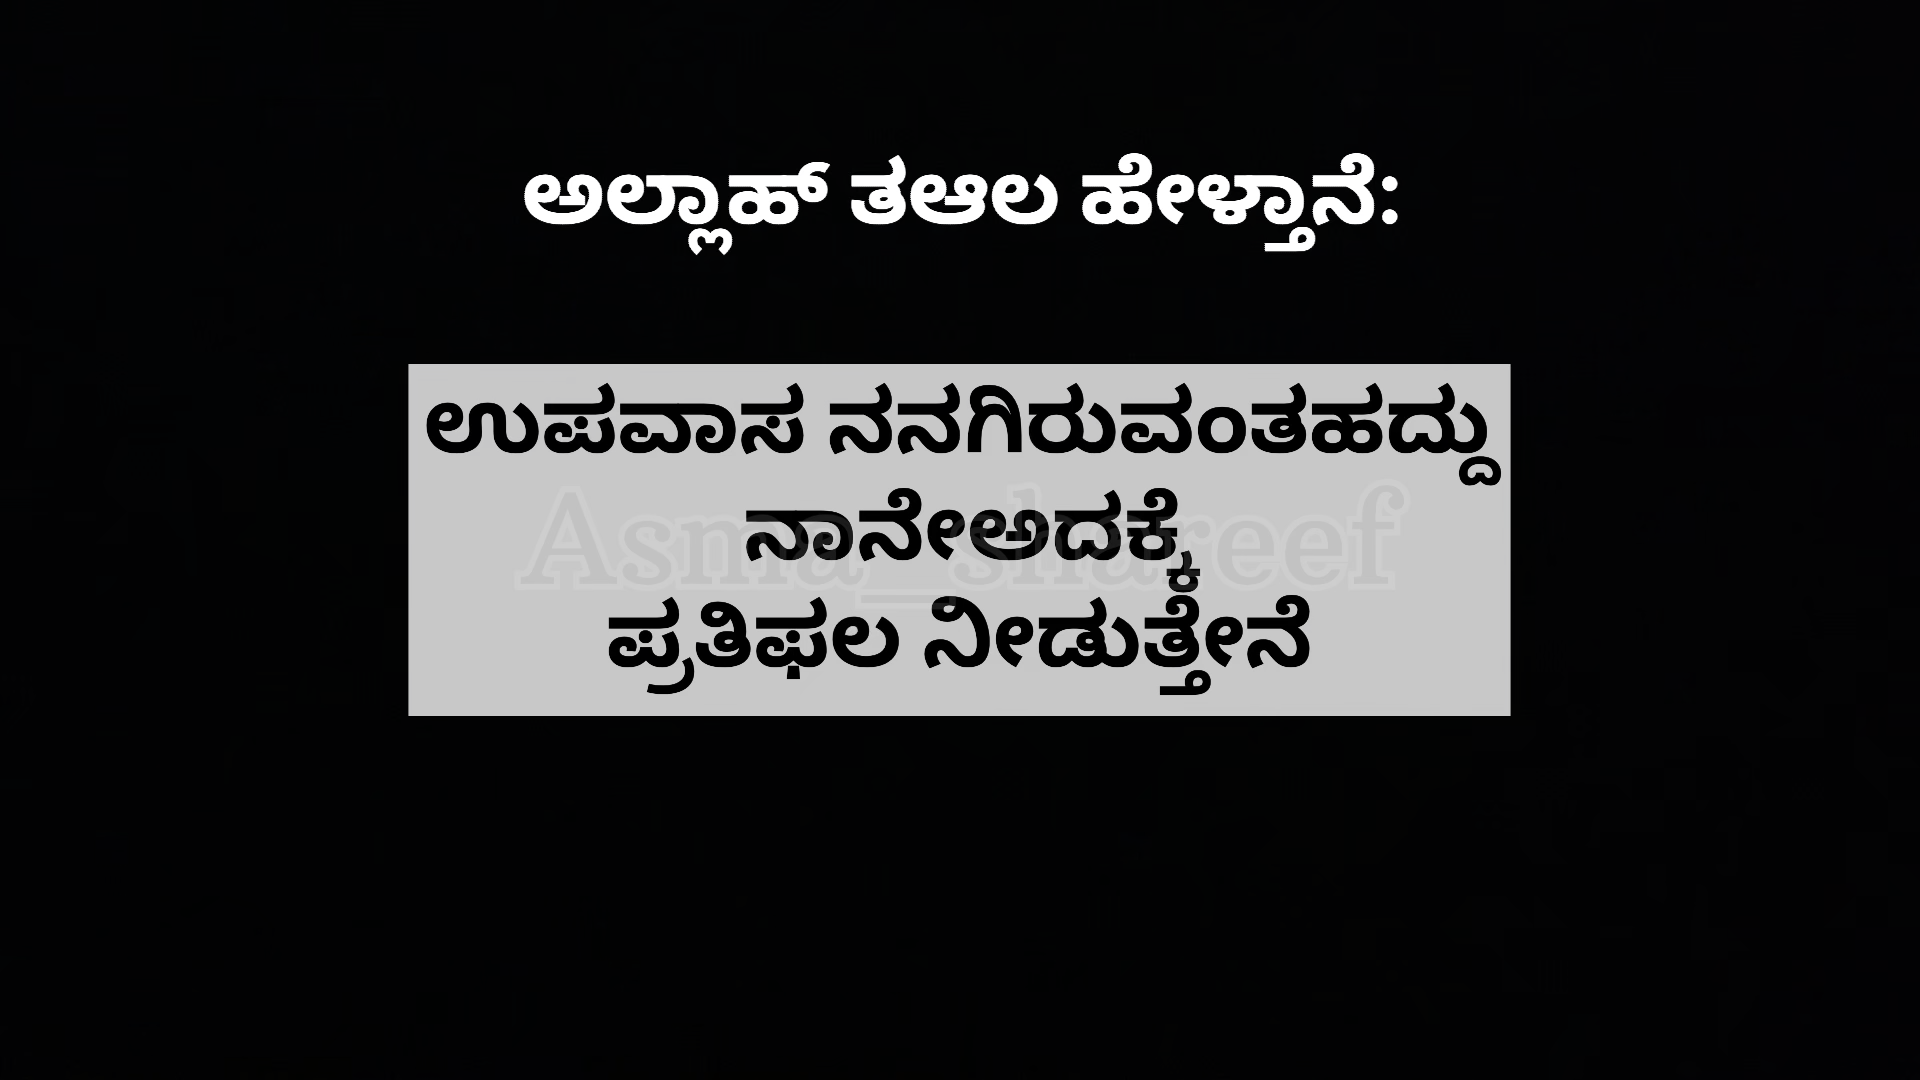 ಅಲ್ಲಾಹ್ ತಆಲ ಹೇಳ್ತಾನೆ:
ಉಪವಾಸ ನನಗಿರುವಂತಹದ್ದು
ನಾನೇಅದಕ್ಕೆ
Asma_shareef
ಪ್ರತಿಫಲ ನೀಡುತ್ತೇನೆ